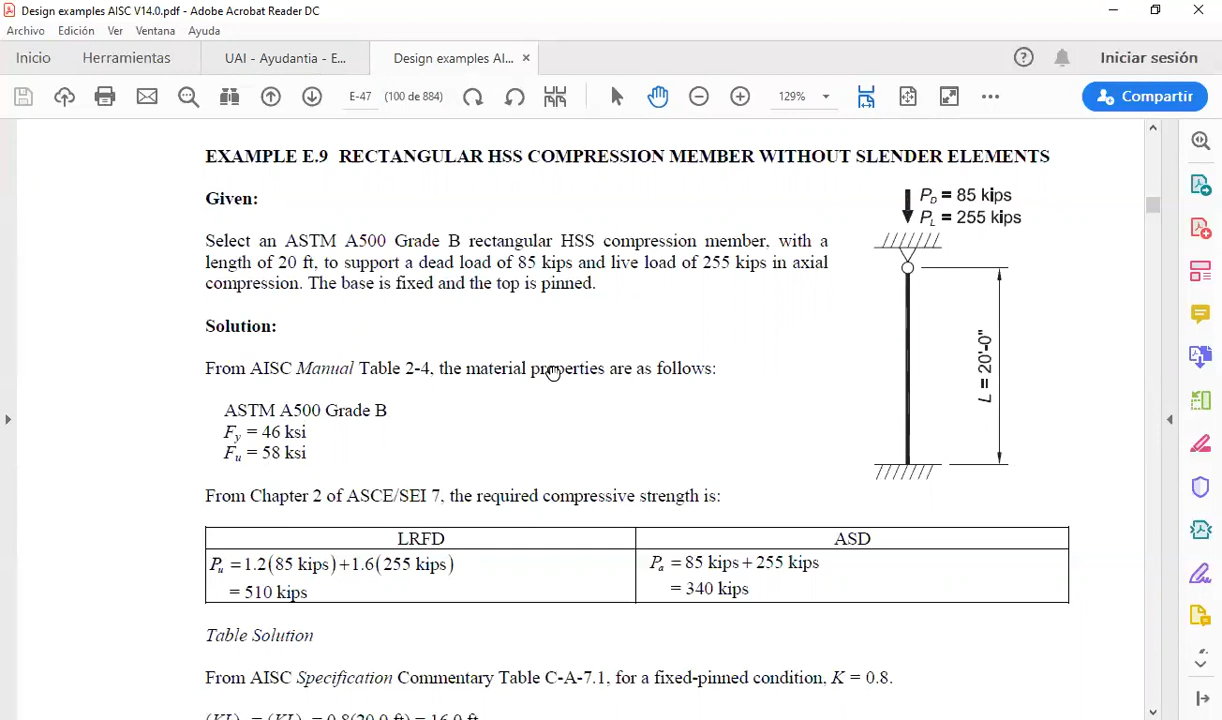 Design examples AISC V14.0.pdf - Adobe Acrobat Reader DC
Archivo Edición Ver Ventana Ayuda
Inicio Herramientas UAI - Ayudantia - E... Design examples AI... ×
Iniciar sesión
E-47 (100 de 884) 129% Compartir
EXAMPLE E.9 RECTANGULAR HSS COMPRESSION MEMBER WITHOUT SLENDER ELEMENTS
Given:
Select an ASTM A500 Grade B rectangular HSS compression member, with a
length of 20 ft, to support a dead load of 85 kips and live load of 255 kips in axial
compression. The base is fixed and the top is pinned.
P_D = 85 kips
P_L = 255 kips
L = 20'-0"
Solution:
From AISC Manual Table 2-4, the material properties are as follows:
ASTM A500 Grade B
F_y = 46 ksi
F_u = 58 ksi
From Chapter 2 of ASCE/SEI 7, the required compressive strength is:
LRFD ASD
P_u = 1.2(85 kips)+1.6(255 kips)
= 510 kips
P_a = 85 kips + 255 kips
= 340 kips
Table Solution
From AISC Specification Commentary Table C-A-7.1, for a fixed-pinned condition, K = 0.8.
= 0.8(20.0 ft) = 16.0 ft